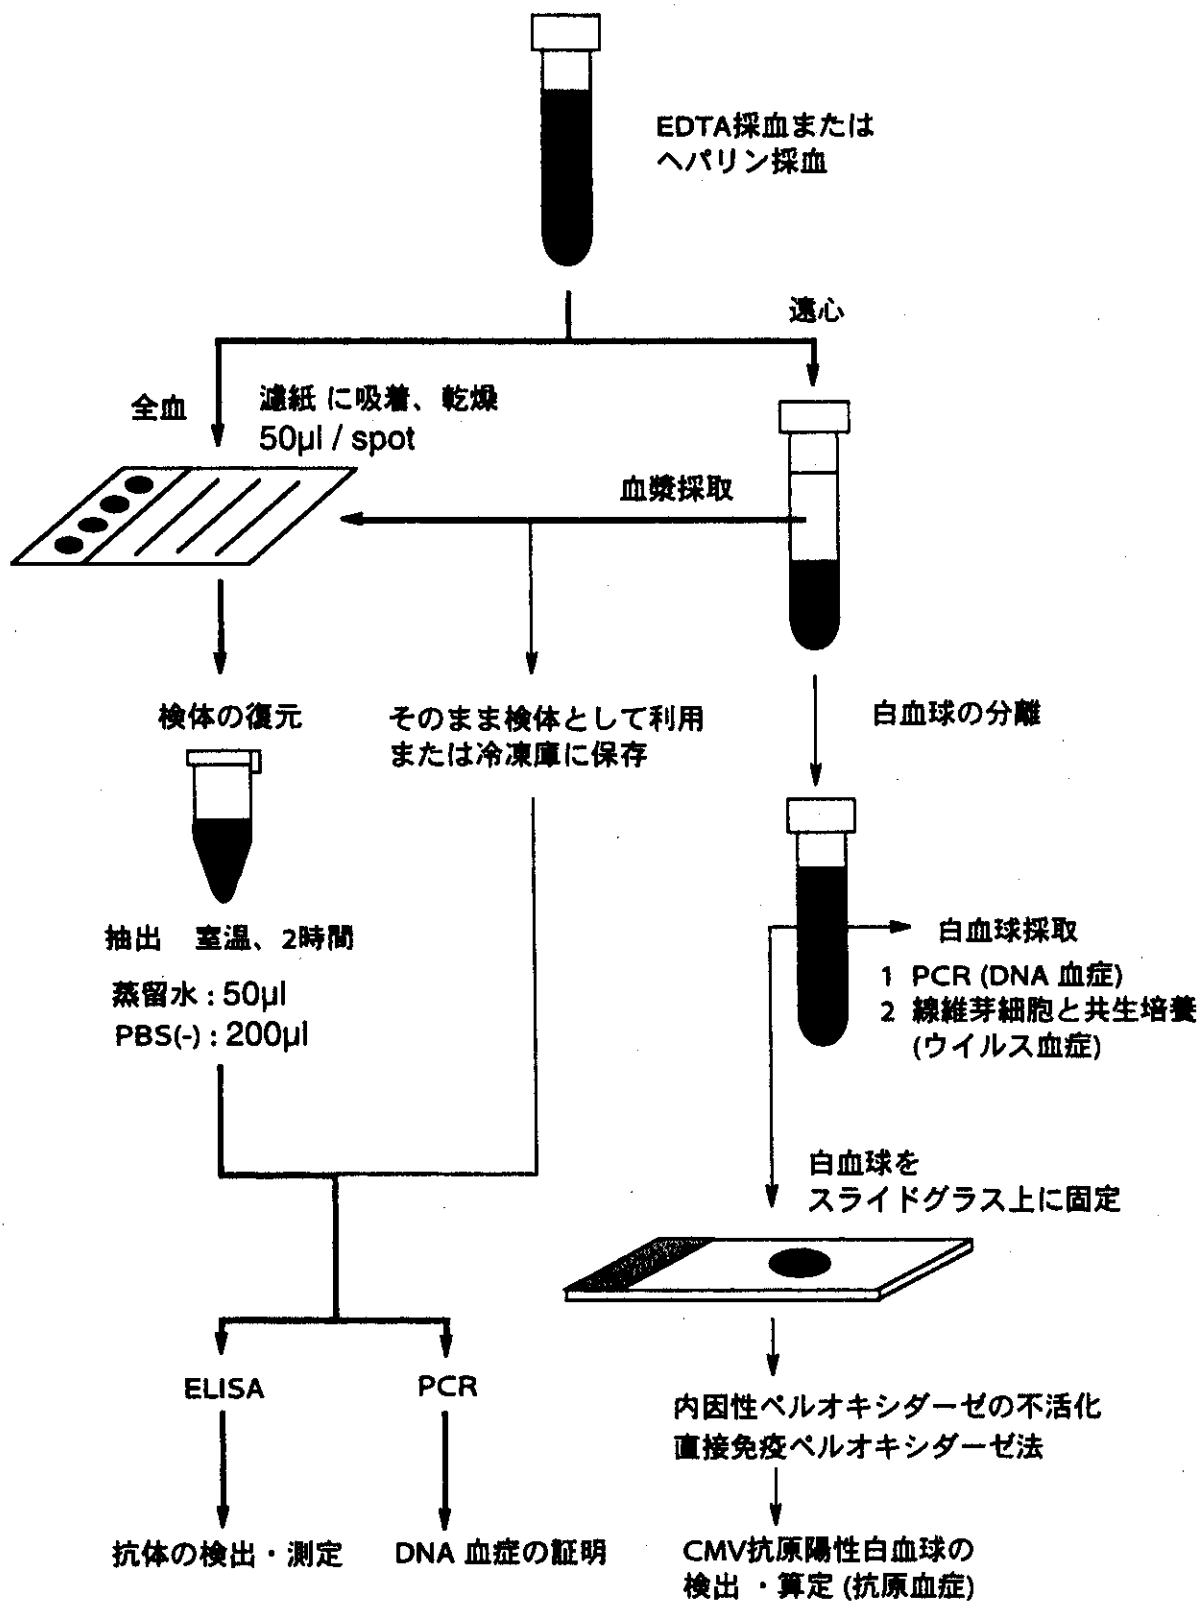 EDTA採血または
ヘパリン採血
遠心
全血
濾紙 に吸着、乾燥
50µl / spot
血漿採取
検体の復元
そのまま検体として利用
または冷凍庫に保存
白血球の分離
抽出 室温、2時間
蒸留水 : 50µl
PBS(-) : 200µl
白血球採取
1 PCR (DNA 血症)
2 線維芽細胞と共生培養
(ウイルス血症)
白血球を
スライドグラス上に固定
ELISA
PCR
内因性ペルオキシダーゼの不活化
直接免疫ペルオキシダーゼ法
抗体の検出・測定
DNA 血症の証明
CMV抗原陽性白血球の
検出 ・算定 (抗原血症)